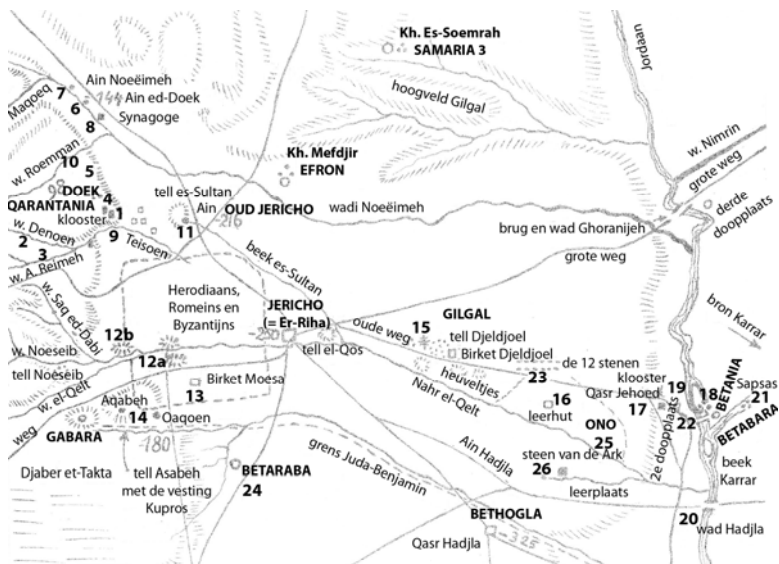 Kh. Es-Soemrah
SAMARIA 3
Jordaan
hoogveld Gilgal
Ain Noeëimeh
7
144 Ain ed-Doek
6
Maqoeq
8
Synagoge
w. Nimrin
grote weg
Kh. Mefdjir
EFRON
10
5
w. Roemman
98
DOEK
4
QARANTANIA
1
klooster
tell es-Sultan
Ain
OUD JERICHO
216
11
wadi Noeëimeh
derde
doopplaats
brug en wad Ghoranijeh
grote weg
w. Denoen
9
Teisoen
2
3
w. A. Reimeh
beek es-Sultan
w. Saq ed-Dabi
Herodiaans,
Romeins en
Byzantijns
JERICHO
(= Er-Riha)
-250
oude weg
15
GILGAL
tell Djeldjoel
Birket Djeldjoel
bron Karrar
12b
12a
w. Noeseib
tell el-Qos
heuveltjes
de 12 stenen
23
tell Noeseib
w. el-Qelt
Birket Moesa
13
Nahr el-Qelt
klooster
19
18
BETANIA
Sapsas
21
Qasr Jehoed
17
22
BETABARA
16
leerhut
Aqabeh
14
Qaqoen
weg
GABARA
-180
ONO
25
2e doopplaats
Ain Hadjla
steen van de Ark
26
Djaber et-Takta
tell Asabeh
met de vesting
Kupros
BETARABA
24
grens Juda-Benjamin
leerplaats
beek
Karrar
BETHOGLA
20
wad Hadjla
Qasr Hadjla
-325